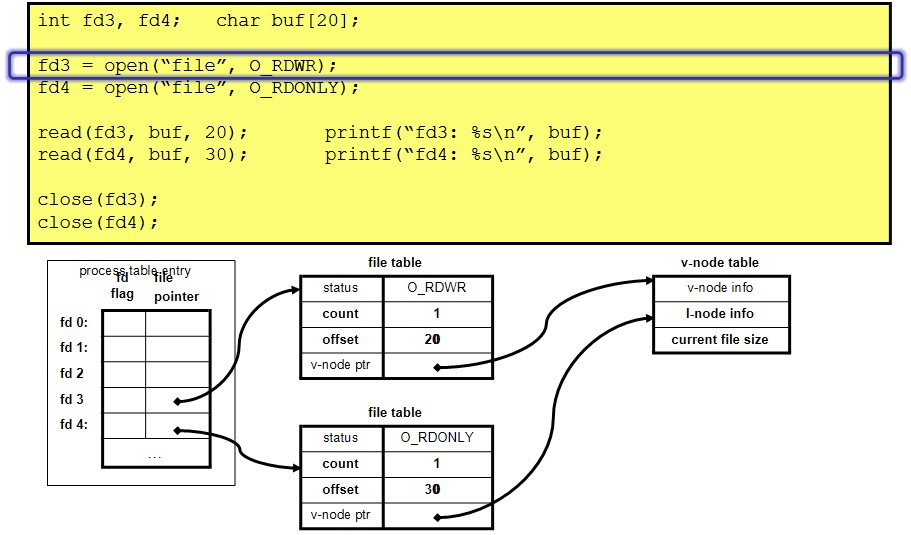 int fd3, fd4; char buf[20];
fd3 = open(“file”, O_RDWR);
fd4 = open(“file”, O_RDONLY);
read(fd3, buf, 20); printf(“fd3: %s\n”, buf);
read(fd4, buf, 30); printf(“fd4: %s\n”, buf);
close(fd3);
close(fd4);
process table entry
fd file
flag pointer
fd 0:
fd 1:
fd 2
fd 3
fd 4:
...
file table
status O_RDWR
count 1
offset 20
v-node ptr
file table
status O_RDONLY
count 1
offset 30
v-node ptr
v-node table
v-node info
I-node info
current file size